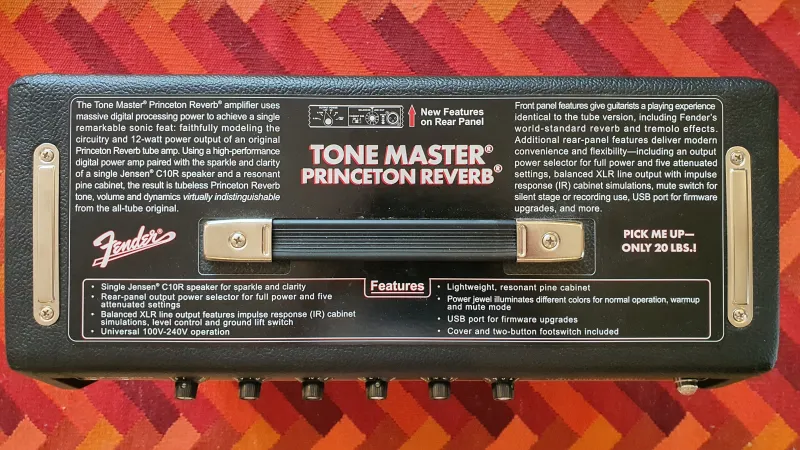 The Tone Master® Princeton Reverb® amplifier uses
massive digital processing power to achieve a single
remarkable sonic feat: faithfully modeling the
circuitry and 12-watt power output of an original
Princeton Reverb tube amp. Using a high-performance
digital power amp paired with the sparkle and clarity
of a single Jensen® C10R speaker and a resonant
pine cabinet, the result is tubeless Princeton Reverb
tone, volume and dynamics virtually indistinguishable
from the all-tube original.
New Features
on Rear Panel
TONE MASTER®
PRINCETON REVERB®
Front panel features give guitarists a playing experience
identical to the tube version, including Fender's
world-standard reverb and tremolo effects.
Additional rear-panel features deliver modern
convenience and flexibility—including an output
power selector for full power and five attenuated
settings, balanced XLR line output with impulse
response (IR) cabinet simulations, mute switch for
silent stage or recording use, USB port for firmware
upgrades, and more.
Fender®
PICK ME UP—
ONLY 20 LBS.!
Features
• Single Jensen® C10R speaker for sparkle and clarity
• Rear-panel output power selector for full power and five
attenuated settings
• Balanced XLR line output features impulse response (IR) cabinet
simulations, level control and ground lift switch
• Universal 100V-240V operation
• Lightweight, resonant pine cabinet
• Power jewel illuminates different colors for normal operation, warmup
and mute mode
• USB port for firmware upgrades
• Cover and two-button footswitch included